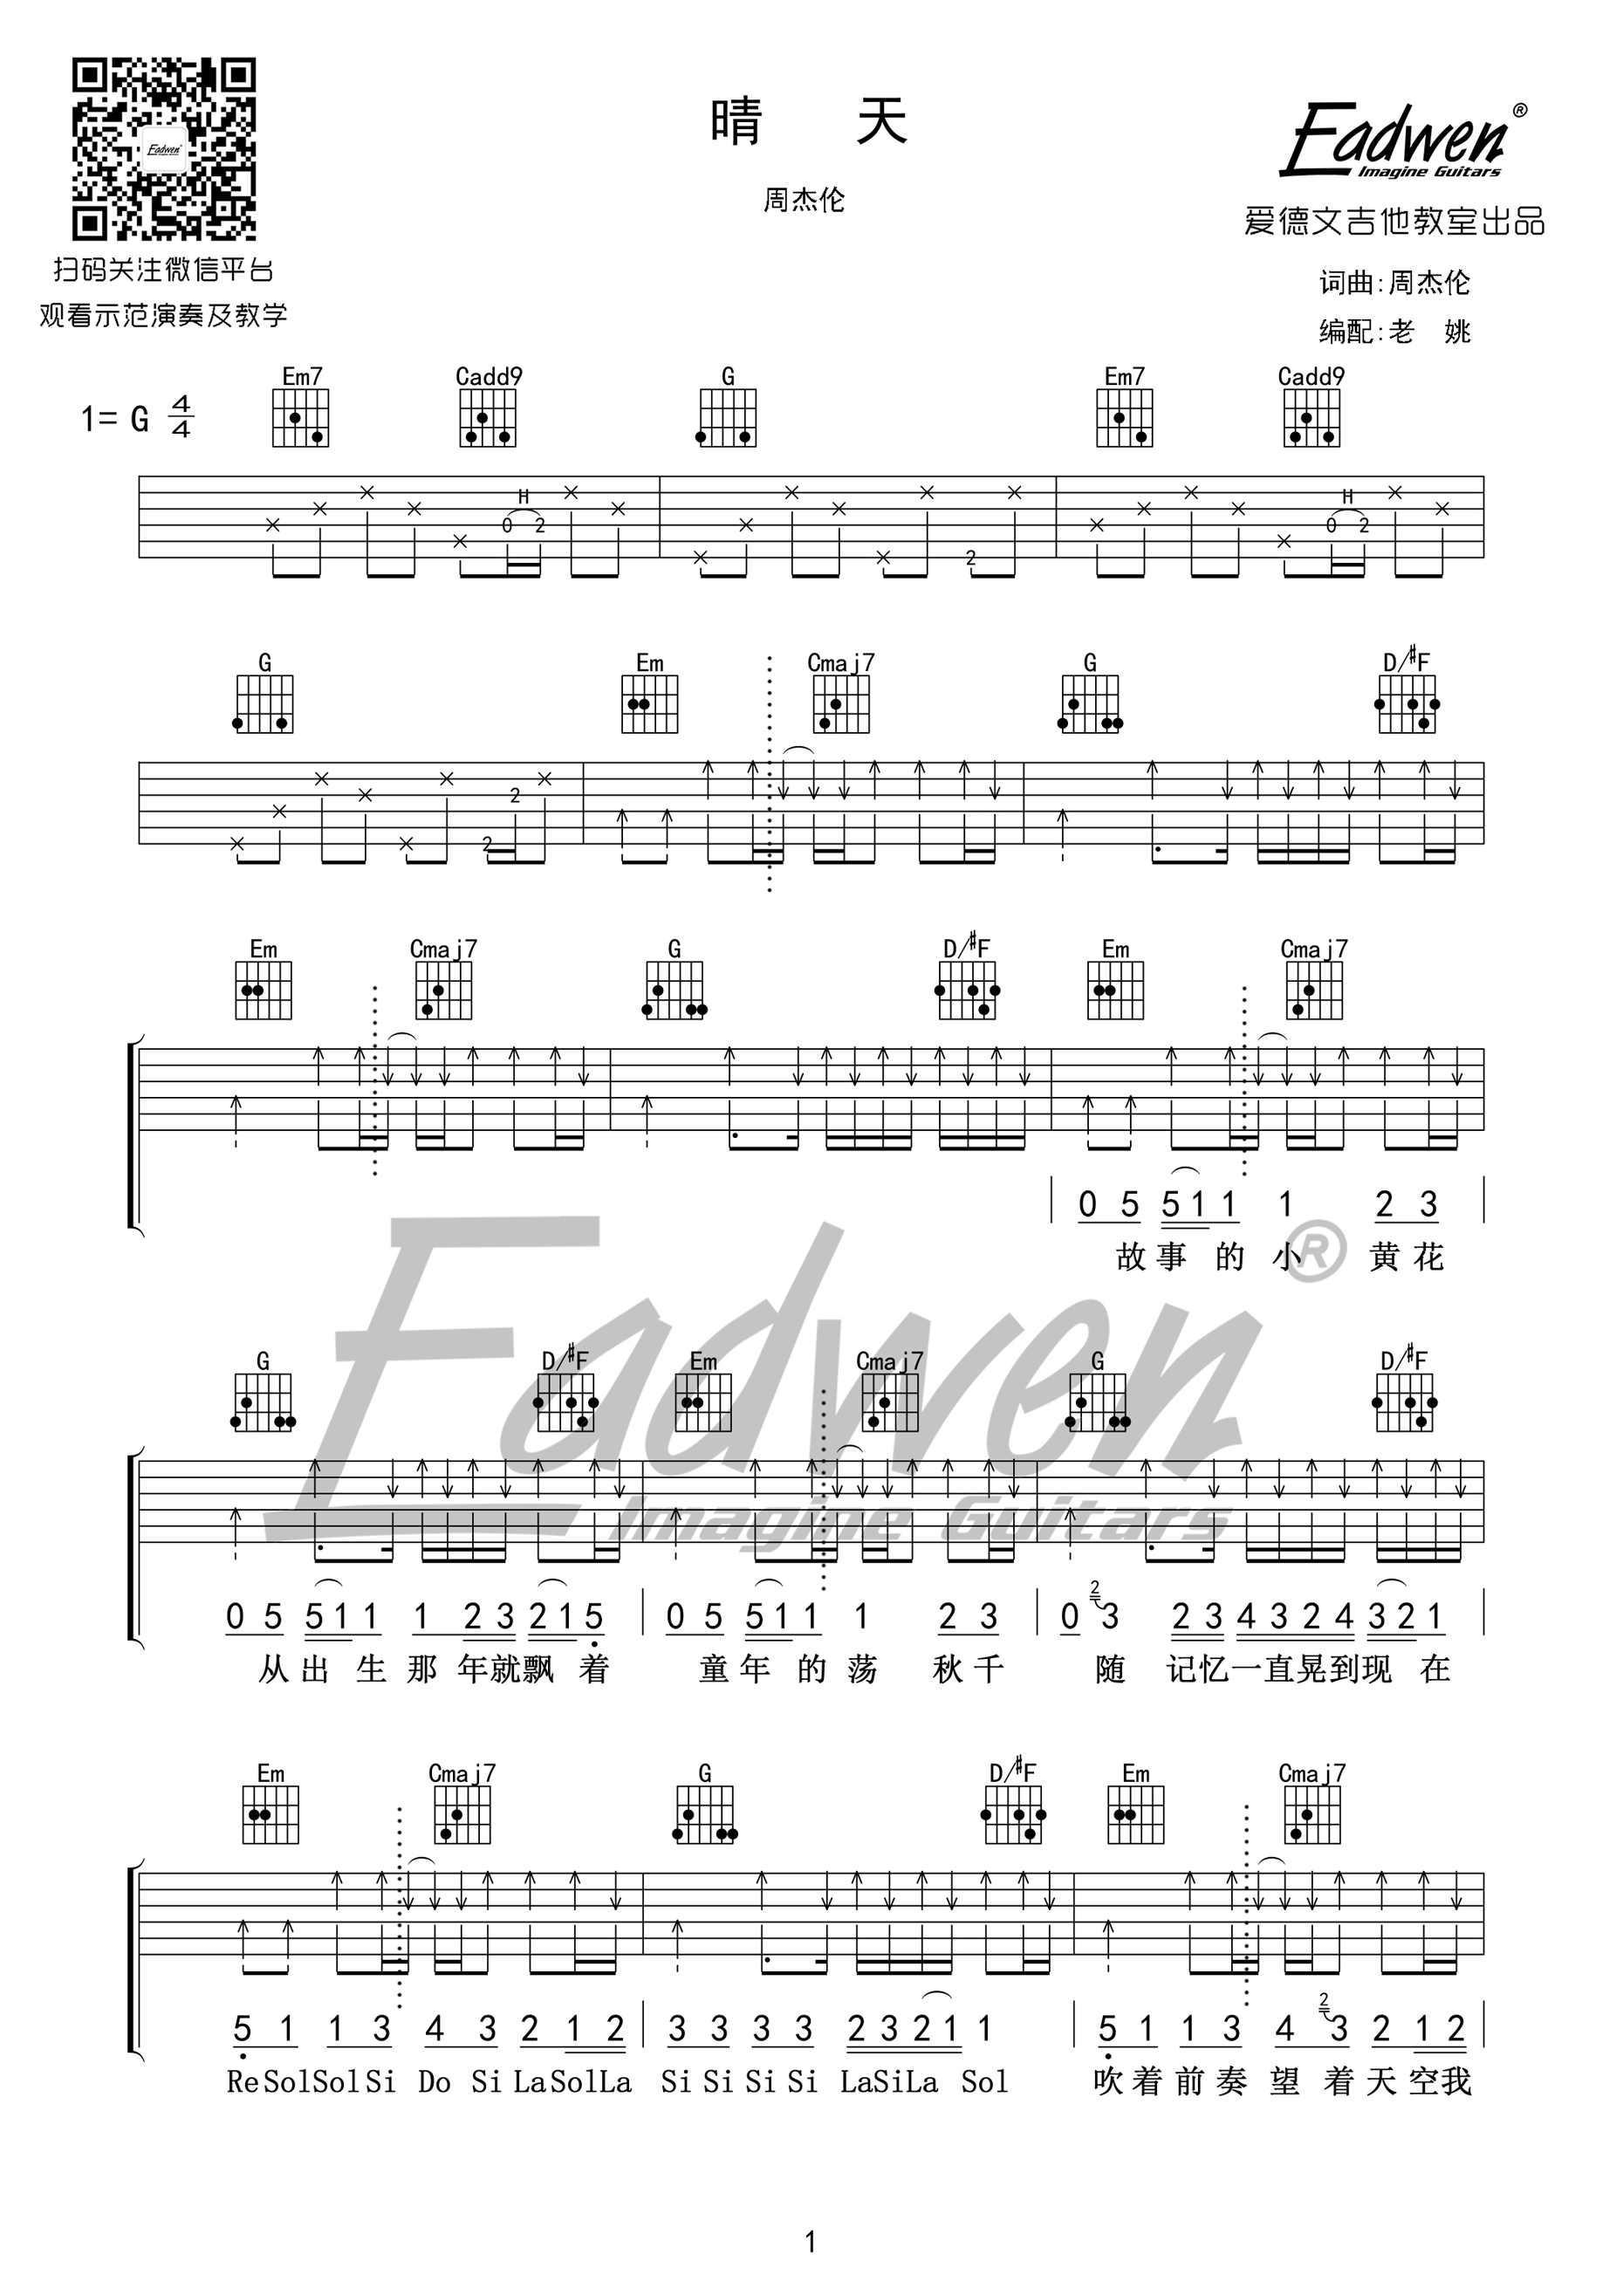 晴 天
周杰伦
Eadwen®
Imagine Guitars
爱德文吉他教室出品
扫码关注微信平台
观看示范演奏及教学
词曲:周杰伦
编配:老 姚
1= G 4/4
Em7 Cadd9 G Em7 Cadd9
H H
0 2 2 0 2
G Em Cmaj7 G D/#F
2 2
Em Cmaj7 G D/#F Em Cmaj7
0 5 5 1 1 1 2 3
故事 的 小 黄花
Eadwen®
Imagine Guitars
G D/#F Em Cmaj7 G D/#F
0 5 5 1 1 1 2 3 2 1 5 0 5 5 1 1 1 2 3 0 2 3 2 3 4 3 2 4 3 2 1
从出 生 那 年就飘 着 童年 的 荡 秋千 随 记忆一直晃到现 在
Em Cmaj7 G D/#F Em Cmaj7
5 1 1 3 4 3 2 1 2 3 3 3 3 2 3 2 1 1 5 1 1 3 4 2 3 2 1 2
Re Sol Sol Si Do Si La Sol La Si Si Si Si La Si La Sol 吹着前奏望着天空我
1